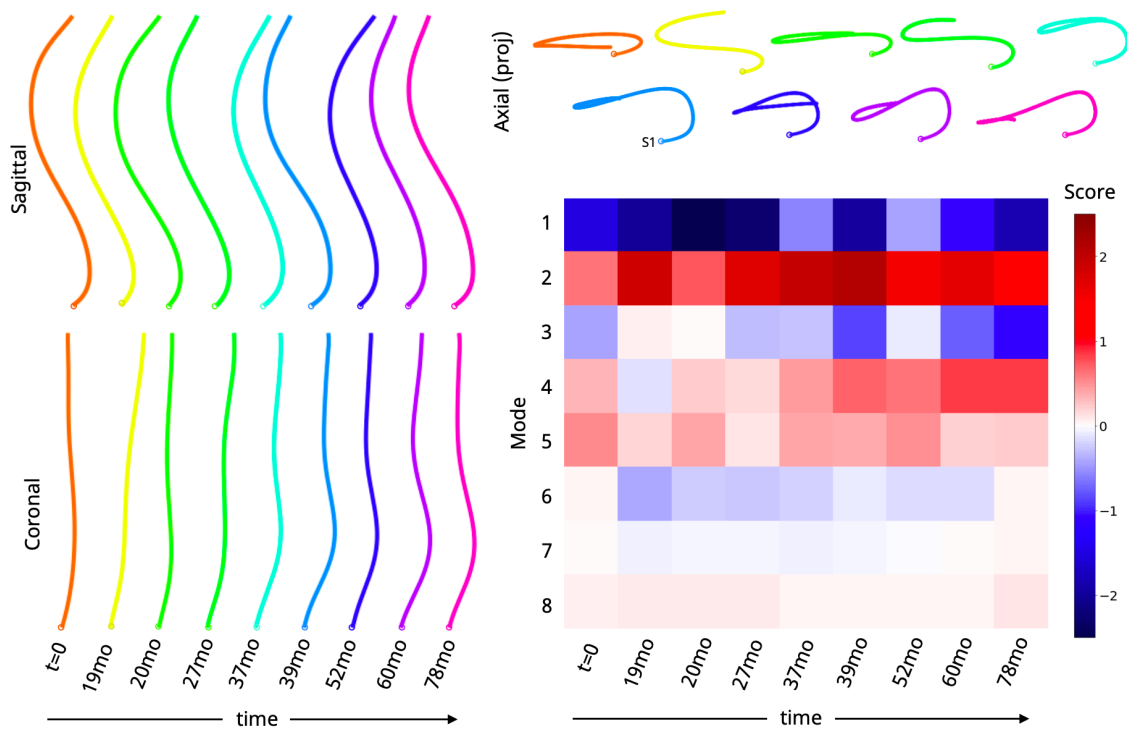 Sagittal
Coronal
t=0
19mo
20mo
27mo
37mo
39mo
52mo
60mo
78mo
time
Axial (proj)
S1
Score
Mode
1
2
3
4
5
6
7
8
2
1
0
−1
−2
t=0
19mo
20mo
27mo
37mo
39mo
52mo
60mo
78mo
time